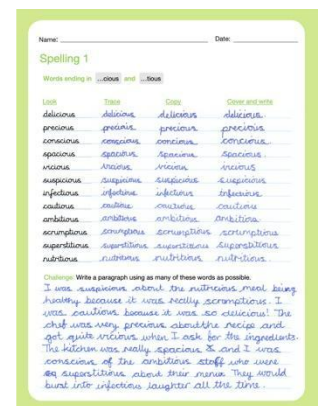 Name: Date:
Spelling 1
Words ending in ...cious and ...tious
Look Trace Copy Cover and write
delicious delicious delicious delicious
precious precious precious precious
conscious conscious concious concious
spacious spacious spacious spacious
vicious vicious vicious vicious
suspicious suspicious suspicious suspicious
infectious infectious infectious infectious
cautious cautious cautious cautious
ambitious ambitious ambitious ambitious
scrumptious scrumptious scrumptious scrumptious
superstitious superstitious superstitious superstitious
nutritious nutritious nutritious nutritious
Challenge: Write a paragraph using as many of these words as possible.
I was suspicious about the nutricious meal being
healthy because it was really scrumptious. I
was cautious because it was so delicious! The
chef was very precious about the recipe and
got quite vicious when I ask for the ingredients.
The kitchen was really spacious & and I was
conscious of the ambitious staff who were
superstitious about their menu. They would
burst into infectious laughter all the time.